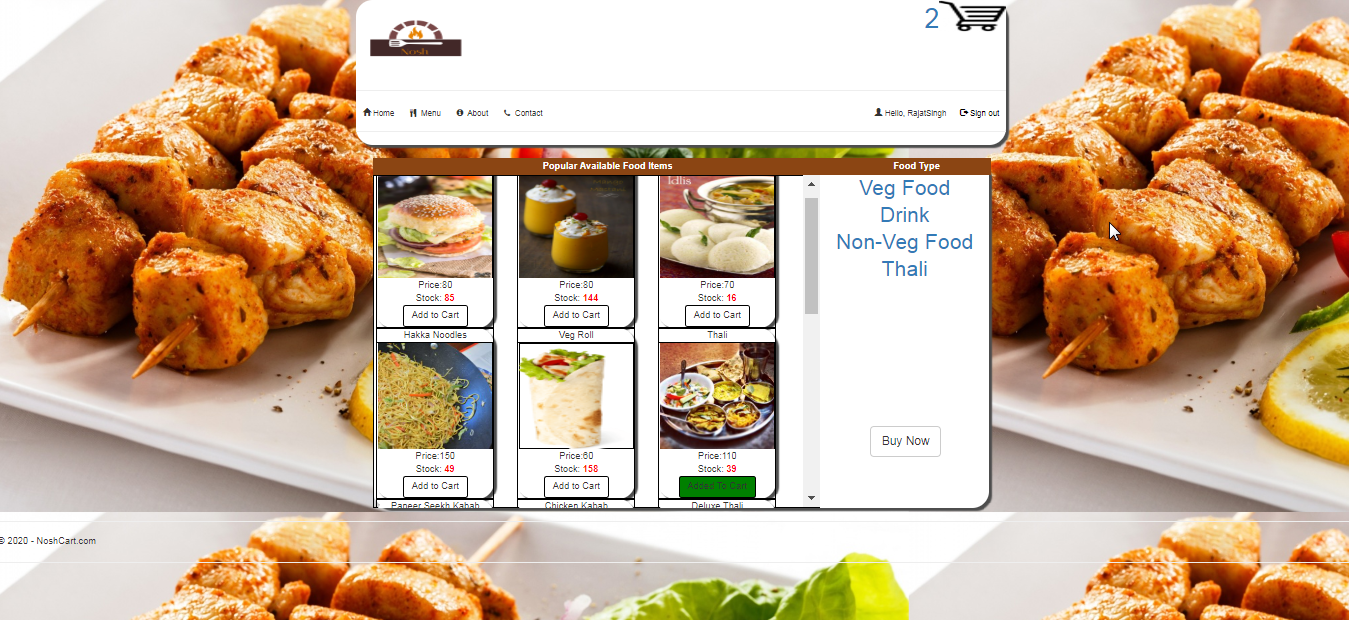 2
Nosh
Home Menu About Contact
Hello, RajatSingh Sign out
Popular Available Food Items
Food Type
Idlis
Price:80 Price:80 Price:70
Stock: 85 Stock: 144 Stock: 16
Add to Cart Add to Cart Add to Cart
Hakka Noodles Veg Roll Thali
Price:150 Price:60 Price:110
Stock: 49 Stock: 158 Stock: 39
Add to Cart Add to Cart Added To Cart
Paneer Seekh Kabab Chicken Kabab Deluxe Thali
Veg Food
Drink
Non-Veg Food
Thali
Buy Now
© 2020 - NoshCart.com